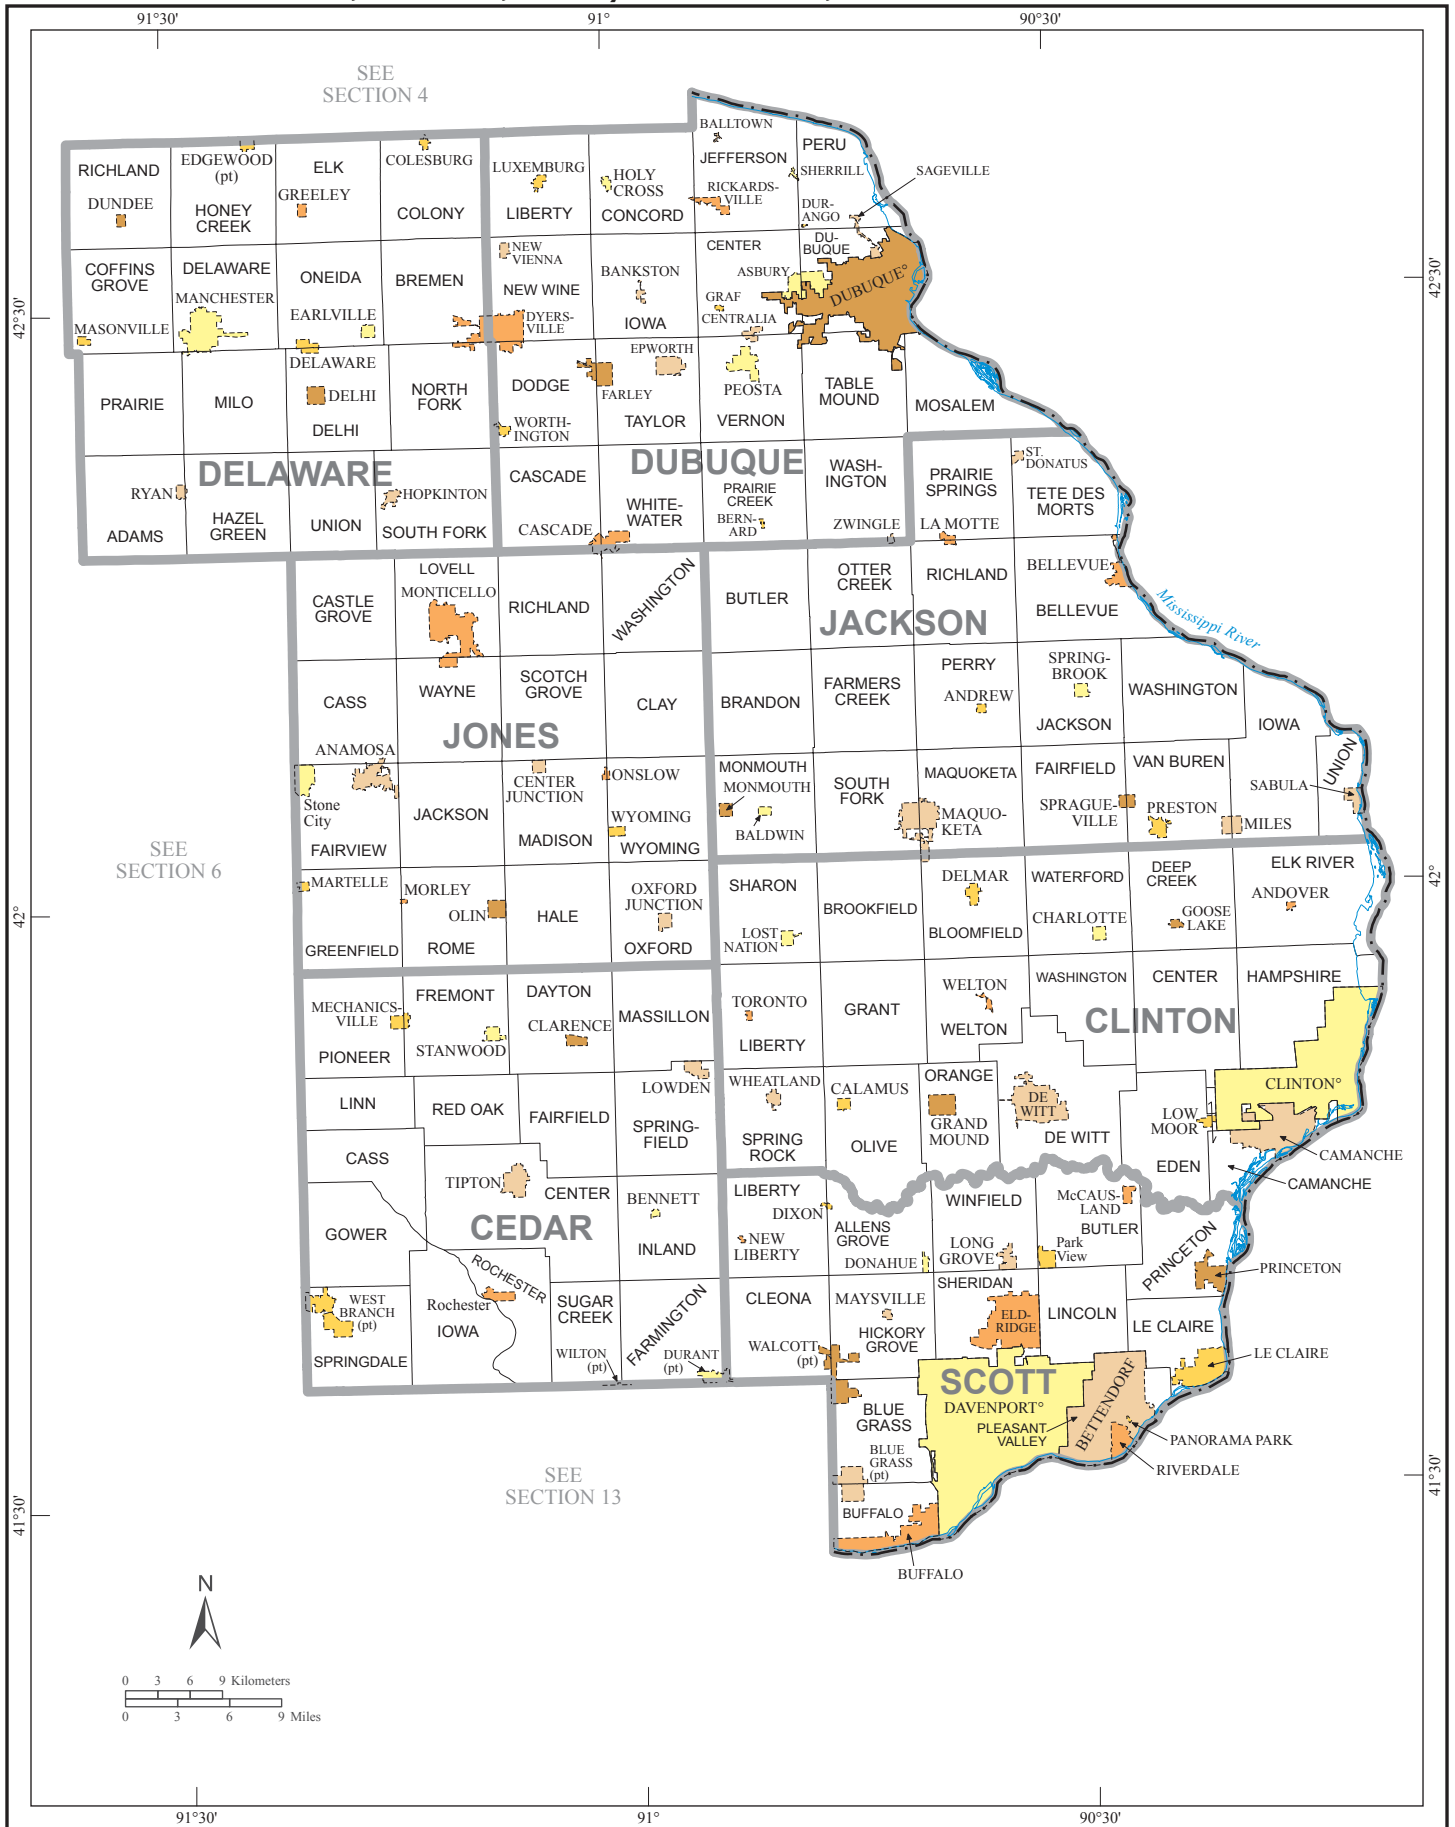 91°30'
91°
90°30'
SEE
SECTION 4
BALLTOWN
JEFFERSON
PERU
RICHLAND
EDGEWOOD
(pt)
ELK
COLESBURG
LUXEMBURG
HOLY
CROSS
SHERRILL
SAGEVILLE
DUNDEE
HONEY
CREEK
GREELEY
COLONY
LIBERTY
CONCORD
RICKARDS-
VILLE
DUR-
ANGO
COFFINS
GROVE
DELAWARE
ONEIDA
BREMEN
NEW
VIENNA
NEW WINE
BANKSTON
CENTER
DU-
BUQUE
ASBURY
DUBUQUE°
42°30'
42°30'
MASONVILLE
MANCHESTER
EARLVILLE
DYERS-
VILLE
IOWA
GRAF
CENTRALIA
PRAIRIE
MILO
DELAWARE
DELHI
DELHI
NORTH
FORK
DODGE
FARLEY
EPWORTH
TAYLOR
PEOSTA
VERNON
TABLE
MOUND
MOSALEM
WORTH-
INGTON
DELAWARE
DUBUQUE
RYAN
ADAMS
HAZEL
GREEN
UNION
HOPKINTON
SOUTH FORK
CASCADE
CASCADE
WHITE-
WATER
PRAIRIE
CREEK
BERN-
ARD
WASH-
INGTON
ZWINGLE
PRAIRIE
SPRINGS
LA MOTTE
ST.
DONATUS
TETE DES
MORTS
CASTLE
GROVE
LOVELL
MONTICELLO
RICHLAND
WASHINGTON
BUTLER
OTTER
CREEK
RICHLAND
BELLEVUE
BELLEVUE
JACKSON
Mississippi River
CASS
WAYNE
SCOTCH
GROVE
CLAY
BRANDON
FARMERS
CREEK
PERRY
ANDREW
SPRING-
BROOK
JACKSON
WASHINGTON
IOWA
JONES
ANAMOSA
Stone
City
FAIRVIEW
JACKSON
CENTER
JUNCTION
MADISON
ONSLOW
WYOMING
WYOMING
MONMOUTH
MONMOUTH
BALDWIN
SOUTH
FORK
MAQUOKETA
MAQUO-
KETA
FAIRFIELD
SPRAGUE-
VILLE
VAN BUREN
PRESTON
MILES
UNION
SABULA
SEE
SECTION 6
42°
42°
MARTELLE
GREENFIELD
MORLEY
OLIN
ROME
HALE
OXFORD
JUNCTION
OXFORD
SHARON
LOST
NATION
BROOKFIELD
DELMAR
BLOOMFIELD
WATERFORD
CHARLOTTE
DEEP
CREEK
GOOSE
LAKE
ELK RIVER
ANDOVER
MECHANICS-
VILLE
PIONEER
FREMONT
STANWOOD
DAYTON
CLARENCE
MASSILLON
LOWDEN
TORONTO
LIBERTY
GRANT
WELTON
WELTON
WASHINGTON
CENTER
HAMPSHIRE
CLINTON
CLINTON°
LINN
RED OAK
FAIRFIELD
SPRING-
FIELD
WHEATLAND
SPRING
ROCK
CALAMUS
OLIVE
ORANGE
GRAND
MOUND
DE
WITT
DE WITT
LOW
MOOR
EDEN
CAMANCHE
CAMANCHE
CASS
TIPTON
CENTER
CEDAR
BENNETT
INLAND
GOWER
LIBERTY
DIXON
NEW
LIBERTY
ALLENS
GROVE
DONAHUE
WINFIELD
LONG
GROVE
McCAUS-
LAND
BUTLER
Park
View
PRINCETON
PRINCETON
WEST
BRANCH
(pt)
SPRINGDALE
Rochester
IOWA
ROCHESTER
SUGAR
CREEK
WILTON
(pt)
FARMINGTON
DURANT
(pt)
CLEONA
WALCOTT
(pt)
MAYSVILLE
HICKORY
GROVE
SHERIDAN
ELD-
RIDGE
LINCOLN
LE CLAIRE
LE CLAIRE
SCOTT
DAVENPORT°
PLEASANT
VALLEY
BETTENDORF
PANORAMA PARK
RIVERDALE
BLUE
GRASS
BLUE
GRASS
(pt)
BUFFALO
BUFFALO
SEE
SECTION 13
41°30'
41°30'
N
0 3 6 9 Kilometers
0 3 6 9 Miles
91°30'
91°
90°30'